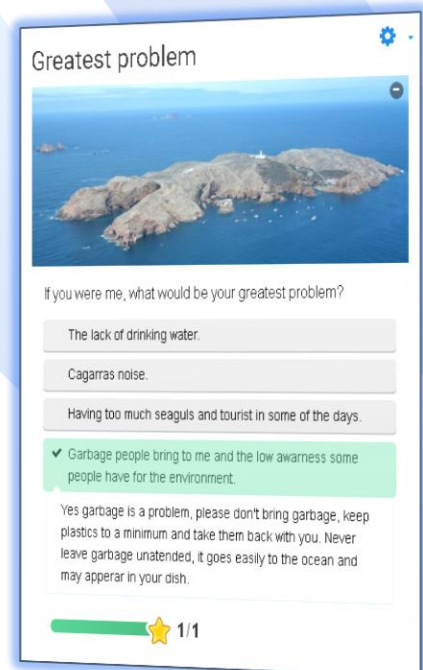 Greatest problem
If you were me, what would be your greatest problem?
The lack of drinking water.
Cagarras noise.
Having too much seaguls and tourist in some of the days.
✔ Garbage people bring to me and the low awarness some
people have for the environment.
Yes garbage is a problem, please don't bring garbage, keep
plastics to a minimum and take them back with you. Never
leave garbage unatended, it goes easily to the ocean and
may apperar in your dish.
1/1